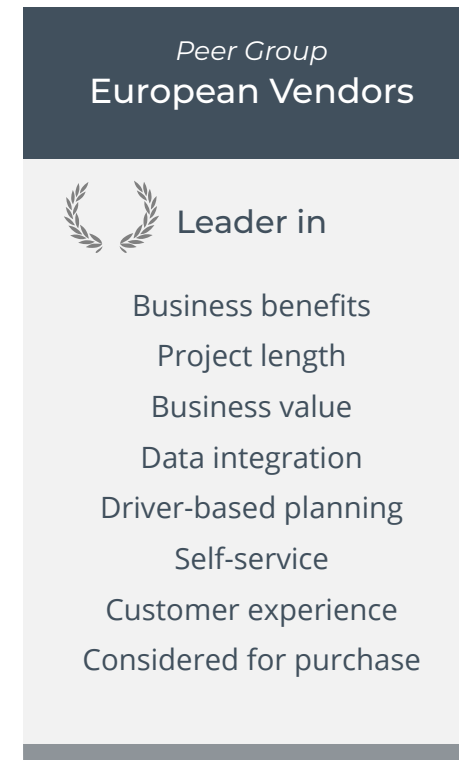 Peer Group
European Vendors
Leader in
Business benefits
Project length
Business value
Data integration
Driver-based planning
Self-service
Customer experience
Considered for purchase